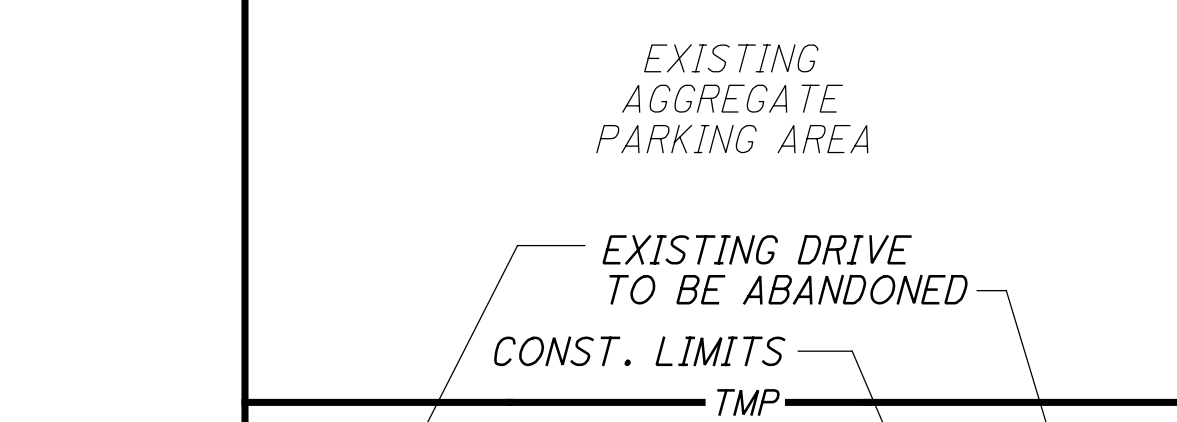 EXISTING
AGGREGATE
PARKING AREA
EXISTING DRIVE
TO BE ABANDONED
CONST. LIMITS
TMP